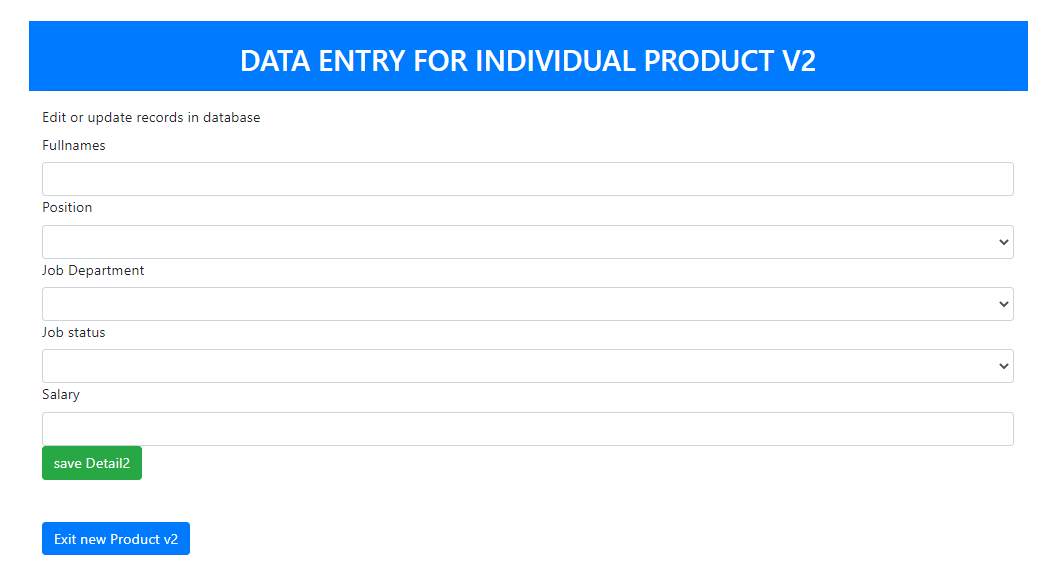 DATA ENTRY FOR INDIVIDUAL PRODUCT V2
Edit or update records in database
Fullnames
Position
Job Department
Job status
Salary
save Detail2
Exit new Product v2